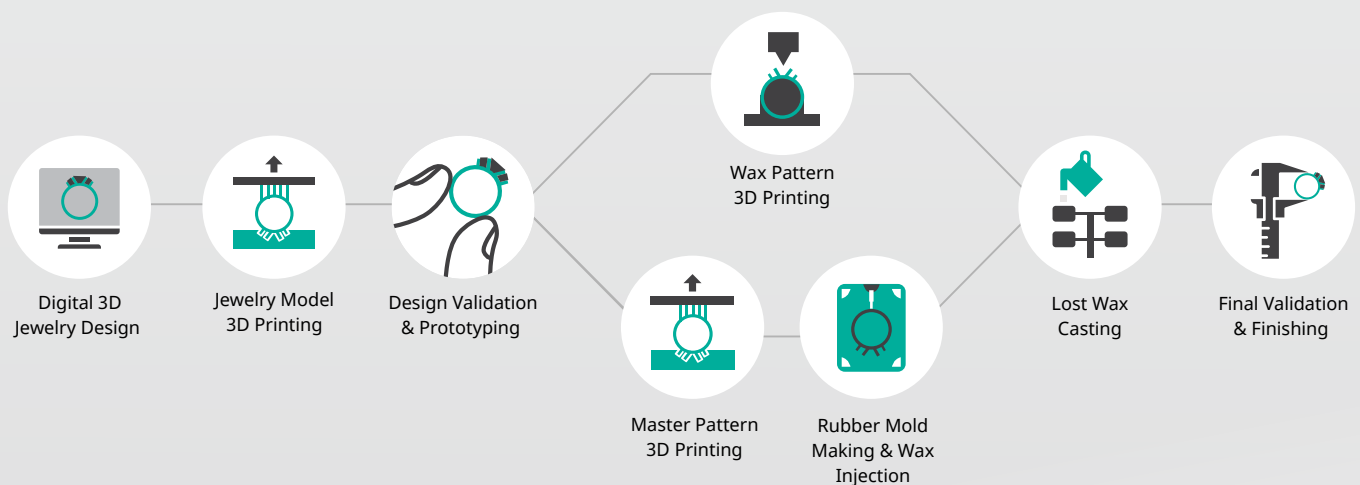 Digital 3D
Jewelry Design
Jewelry Model
3D Printing
Design Validation
& Prototyping
Wax Pattern
3D Printing
Master Pattern
3D Printing
Rubber Mold
Making & Wax
Injection
Lost Wax
Casting
Final Validation
& Finishing